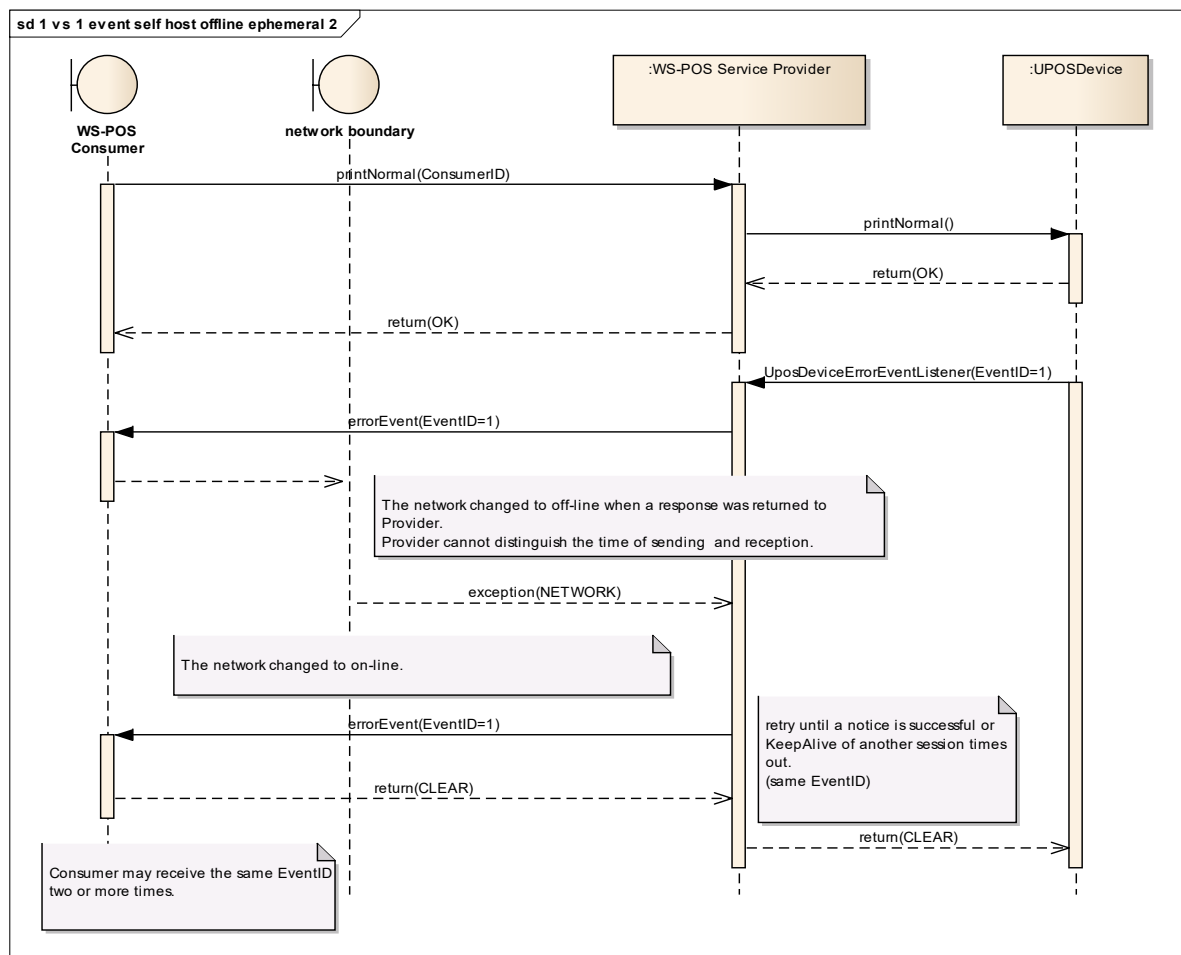 sd 1 vs 1 event self host offline ephemeral 2
:WS-POS Service Provider
:UPOSDevice
WS-POS
Consumer
network boundary
printNormal(ConsumerID)
printNormal()
return(OK)
return(OK)
UposDeviceErrorEventListener(EventID=1)
errorEvent(EventID=1)
The network changed to off-line when a response was returned to
Provider.
Provider cannot distinguish the time of sending and reception.
exception(NETWORK)
The network changed to on-line.
errorEvent(EventID=1)
retry until a notice is successful or
KeepAlive of another session times
out.
(same EventID)
return(CLEAR)
return(CLEAR)
Consumer may receive the same EventID
two or more times.